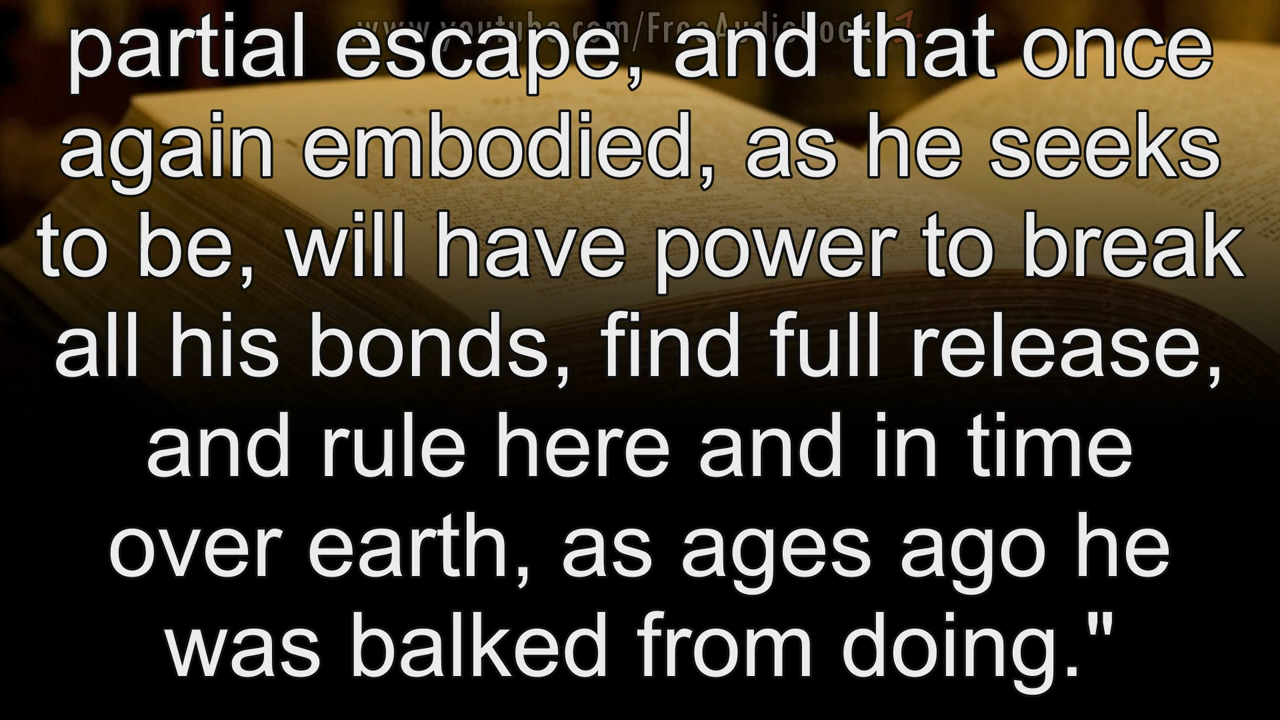 www.youtube.com/FreeAudioBooks
partial escape, and that once
again embodied, as he seeks
to be, will have power to break
all his bonds, find full release,
and rule here and in time
over earth, as ages ago he
was balked from doing."